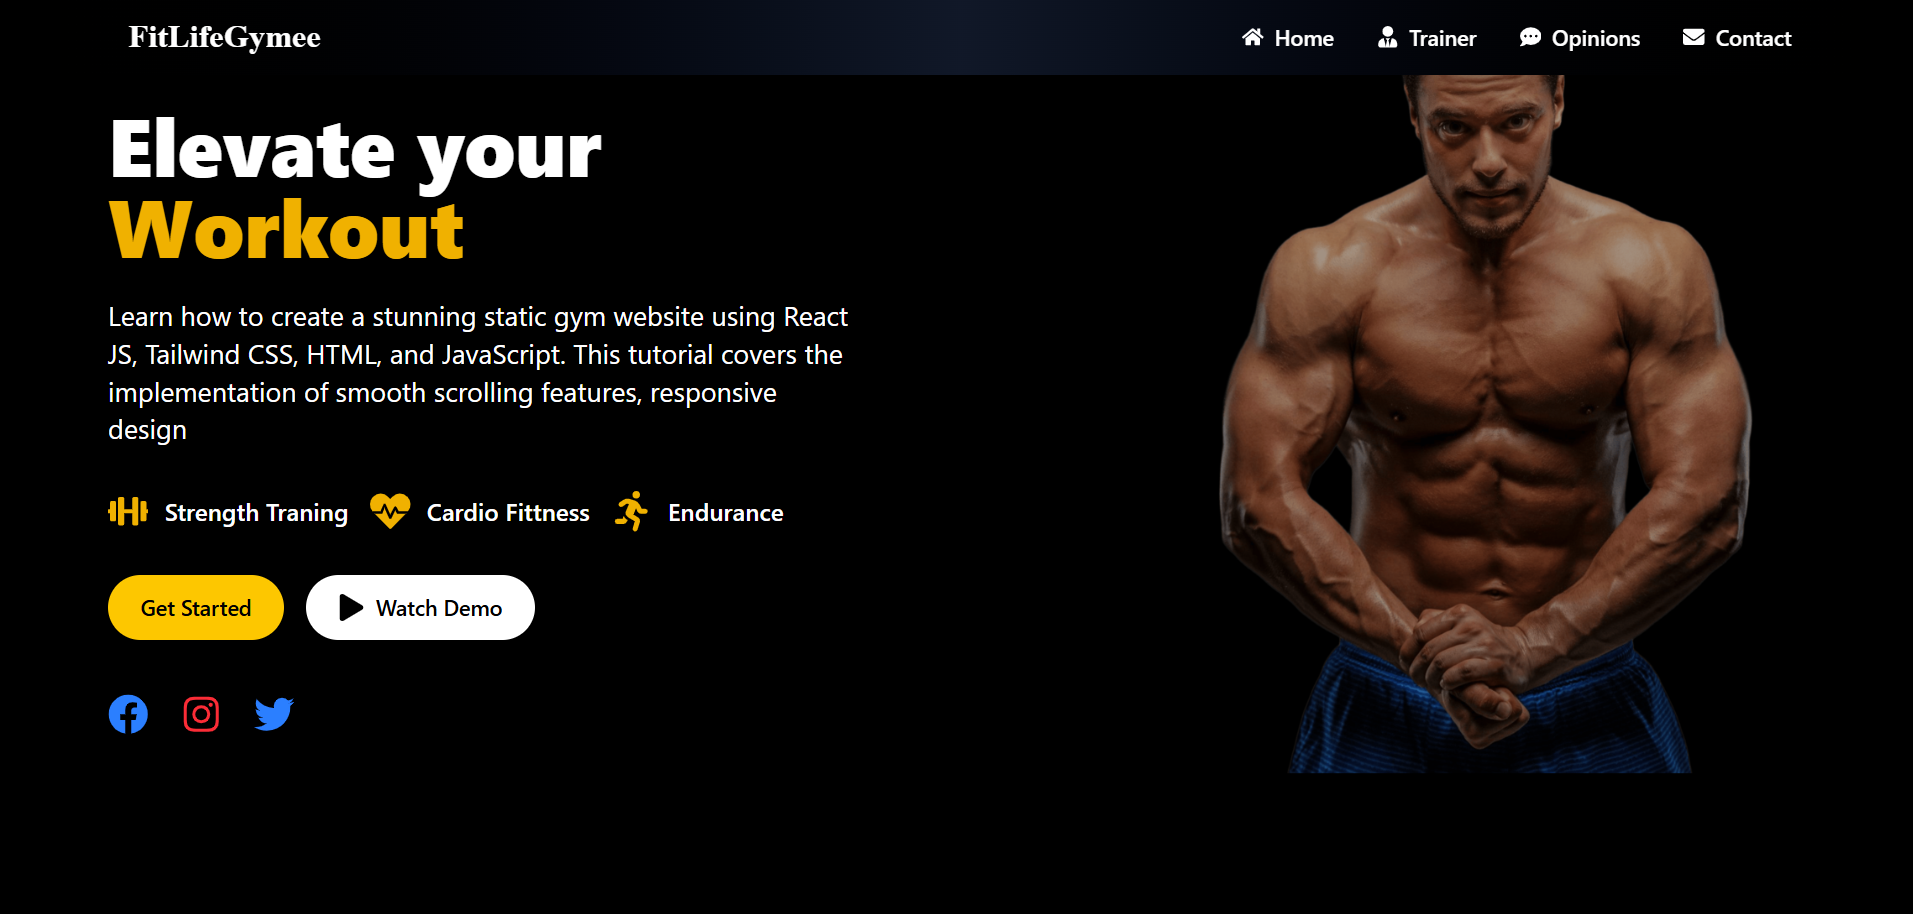 FitLifeGymee
Home Trainer Opinions Contact
Elevate your
Workout
Learn how to create a stunning static gym website using React
JS, Tailwind CSS, HTML, and JavaScript. This tutorial covers the
implementation of smooth scrolling features, responsive
design
Strength Traning Cardio Fittness Endurance
Get Started Watch Demo